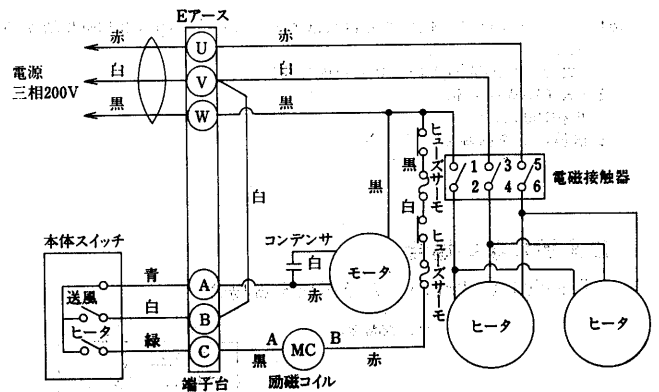 Eアース
赤
U
赤
電源
三相200V
白
V
白
黒
W
黒
ヒューズサーモ
黒
白
ヒューズサーモ
1 3 5
2 4 6
電磁接触器
黒
白
本体スイッチ
コンデンサ
白
モータ
赤
青
A
送風
白
B
ヒータ
緑
C
A
黒
MC
B
赤
端子台
励磁コイル
ヒータ
ヒータ